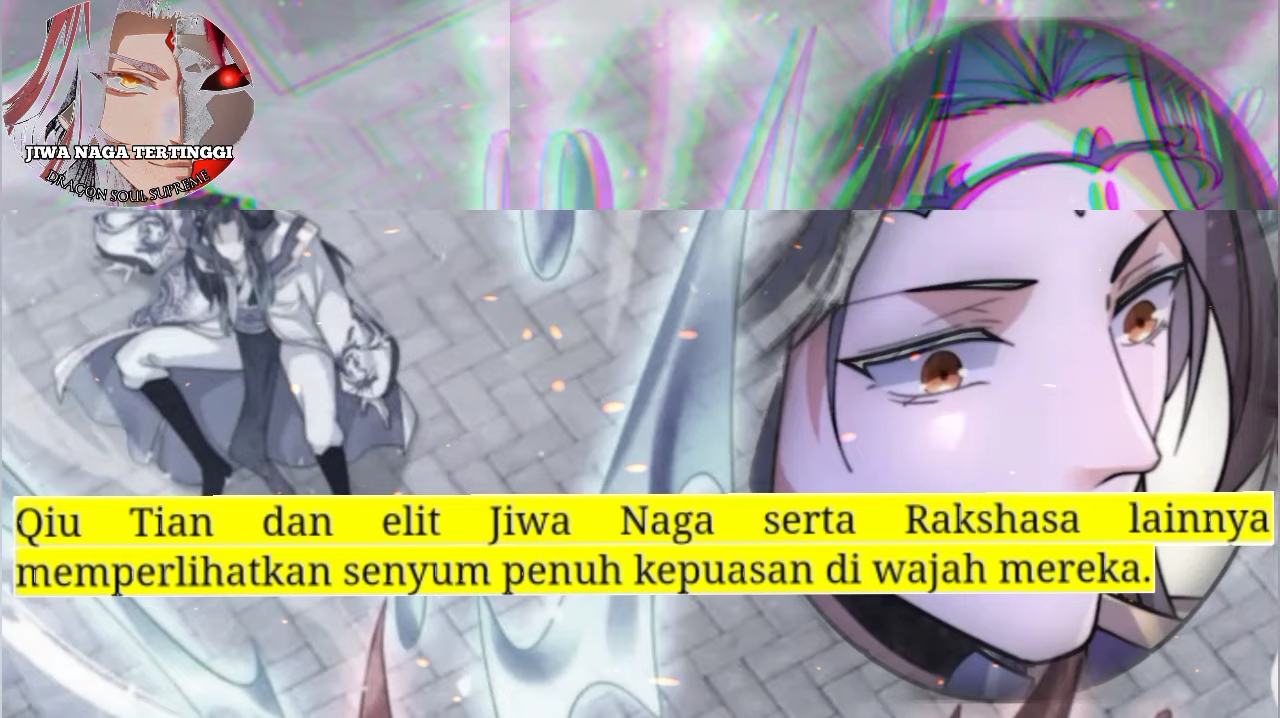 JIWA NAGA TERTINGGI
DRAGON SOUL SUPREME
Qiu Tian dan elit Jiwa Naga serta Rakshasa lainnya
memperlihatkan senyum penuh kepuasan di wajah mereka.